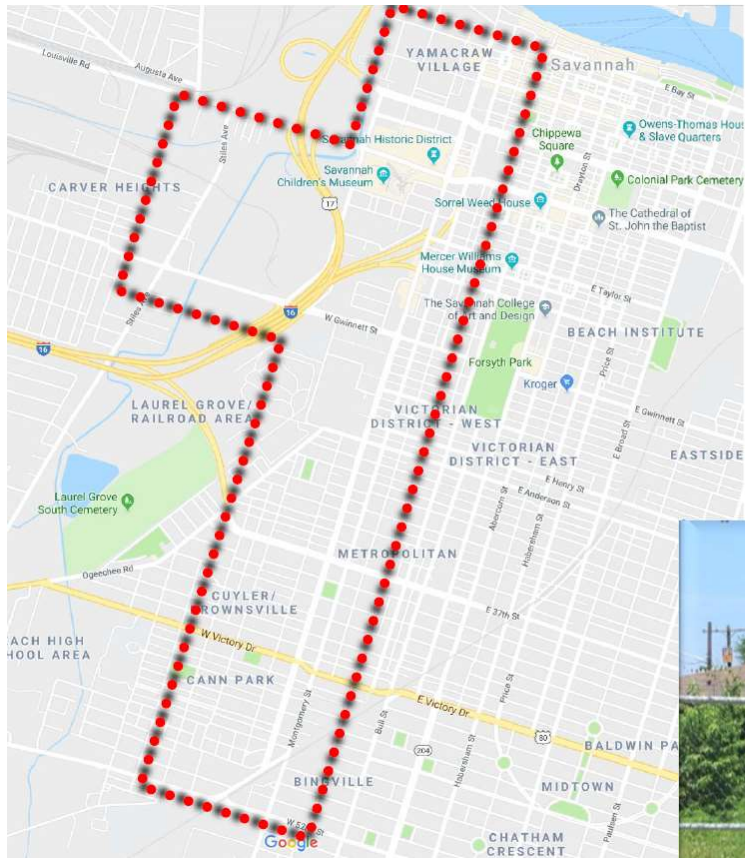 Louisville Rd
Augusta Ave
YAMACRAW
VILLAGE
Savannah
E Bay St
Stiles Ave
Savannah Historic District
Owens-Thomas House
& Slave Quarters
Chippewa
Square
Drayton St
Savannah
Children's Museum
Colonial Park Cemetery
CARVER HEIGHTS
17
Sorrel Weed House
The Cathedral of
St. John the Baptist
Mercer Williams
House Museum
Stiles Ave
16
The Savannah College
of Art and Design
E Taylor St
W Gwinnett St
BEACH INSTITUTE
16
Forsyth Park
Price St
Kroger
LAUREL GROVE/
RAILROAD AREA
VICTORIAN
DISTRICT - WEST
E Gwinnett St
E Broad St
VICTORIAN
DISTRICT - EAST
EASTSIDE
E Henry St
E Anderson St
Laurel Grove
South Cemetery
Abercorn St
Habersham St
METROPOLITAN
Ogeechee Rd
CUYLER/
BROWNSVILLE
E 37th St
W Victory Dr
CANN PARK
E Victory Dr
Price St
Montgomery St
Bull St
80
204
Habersham St
BALDWIN PA
BINGVILLE
MIDTOWN
Paulsen St
Google
CHATHAM
CRESCENT